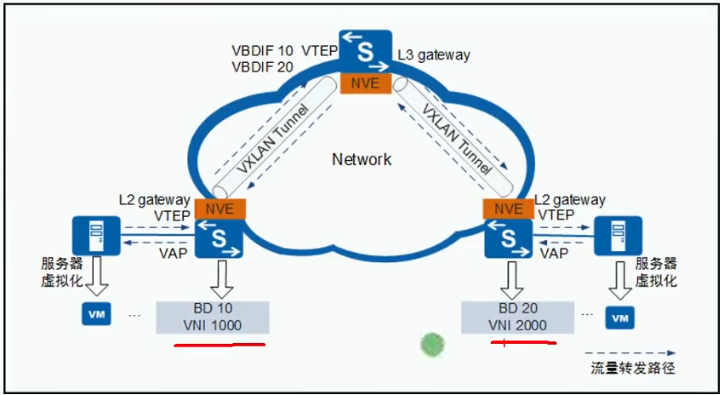 VBDIF 10 VTEP
VBDIF 20
S
L3 gateway
NVE
VXLAN Tunnel
VXLAN Tunnel
Network
L2 gateway
VTEP
NVE
S
VAP
服务器
虚拟化
VM
...
BD 10
VNI 1000
L2 gateway
VTEP
NVE
S
VAP
服务器
虚拟化
BD 20
VNI 2000
...
VM
流量转发路径